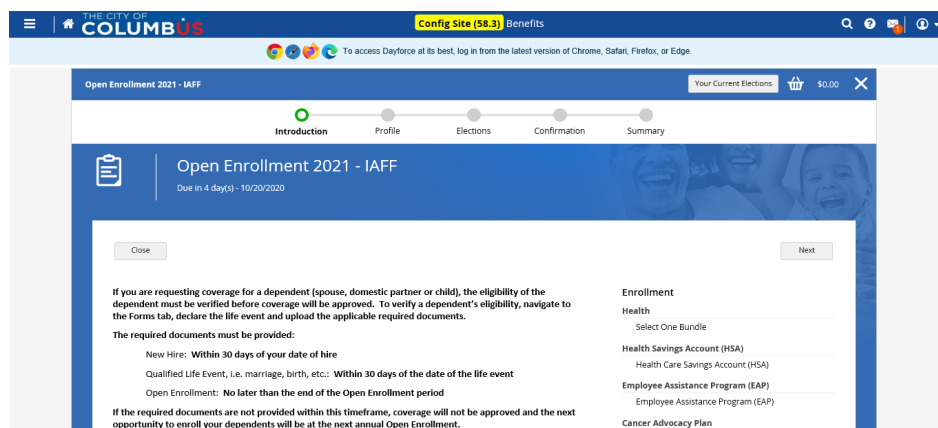 THE CITY OF
COLUMBUS
Config Site (58.3) Benefits
1
To access Dayforce at its best, log in from the latest version of Chrome, Safari, Firefox, or Edge.
Open Enrollment 2021 - IAFF
Your Current Elections
$0.00
Introduction
Profile
Elections
Confirmation
Summary
Open Enrollment 2021 - IAFF
Due in 4 day(s) - 10/20/2020
Close
Next
If you are requesting coverage for a dependent (spouse, domestic partner or child), the eligibility of the
dependent must be verified before coverage will be approved. To verify a dependent's eligibility, navigate to
the Forms tab, declare the life event and upload the applicable required documents.
The required documents must be provided:
New Hire: Within 30 days of your date of hire
Qualified Life Event, i.e. marriage, birth, etc.: Within 30 days of the date of the life event
Open Enrollment: No later than the end of the Open Enrollment period
If the required documents are not provided within this timeframe, coverage will not be approved and the next
opportunity to enroll your dependents will be at the next annual Open Enrollment.
Enrollment
Health
Select One Bundle
Health Savings Account (HSA)
Health Care Savings Account (HSA)
Employee Assistance Program (EAP)
Employee Assistance Program (EAP)
Cancer Advocacy Plan